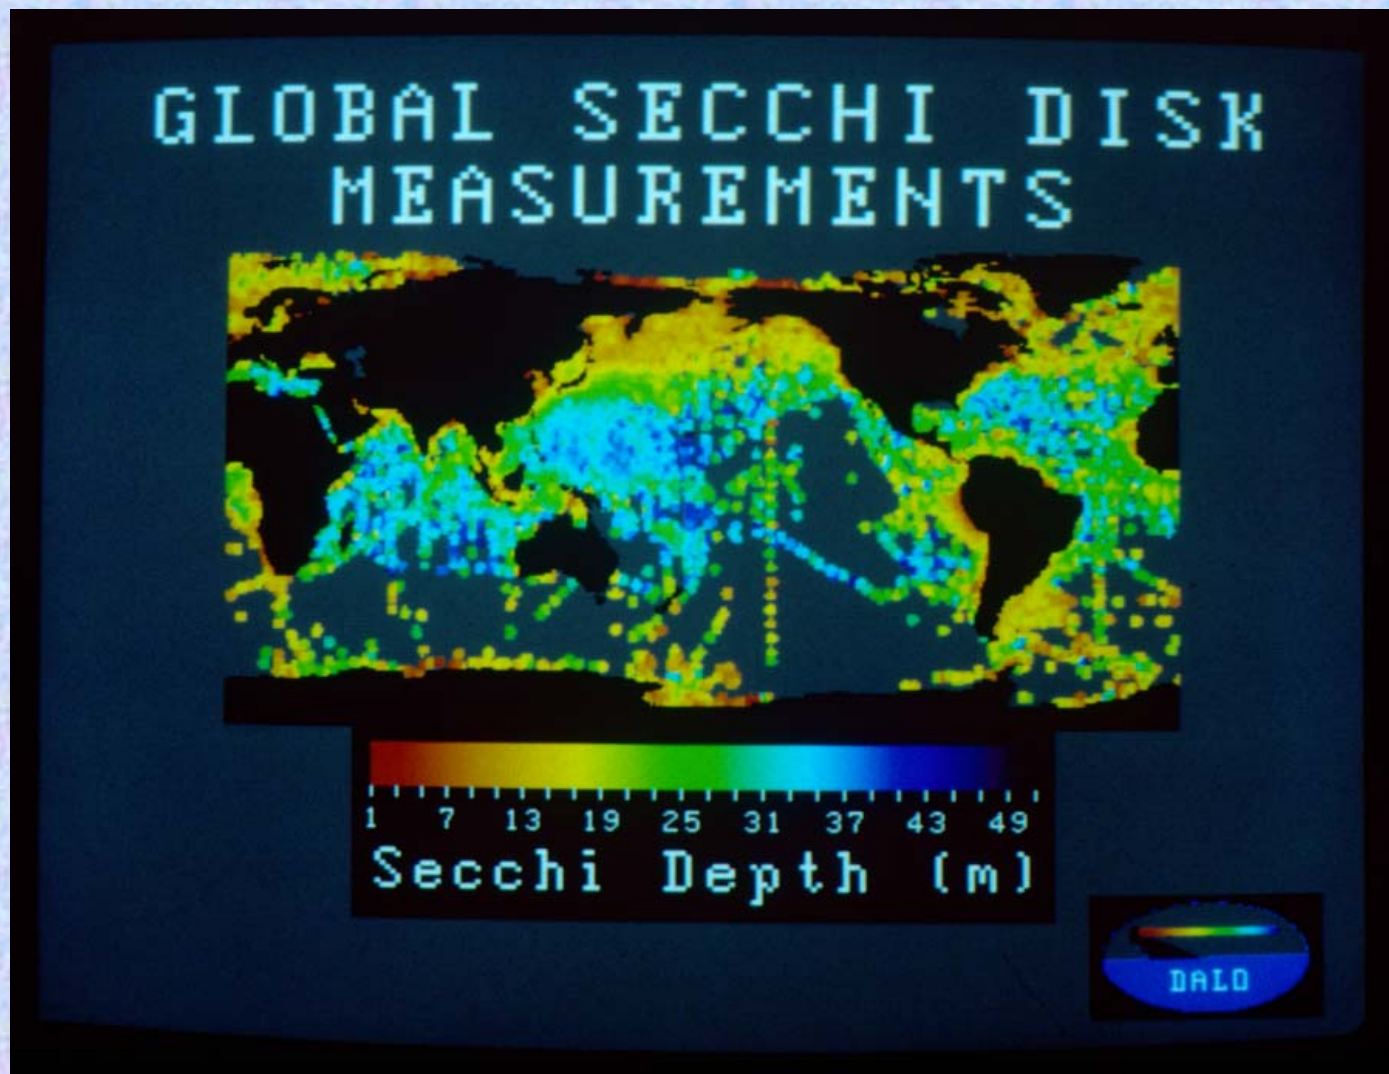 GLOBAL SECCHI DISK
MEASUREMENTS
1 7 13 19 25 31 37 43 49
Secchi Depth (m)
DALO